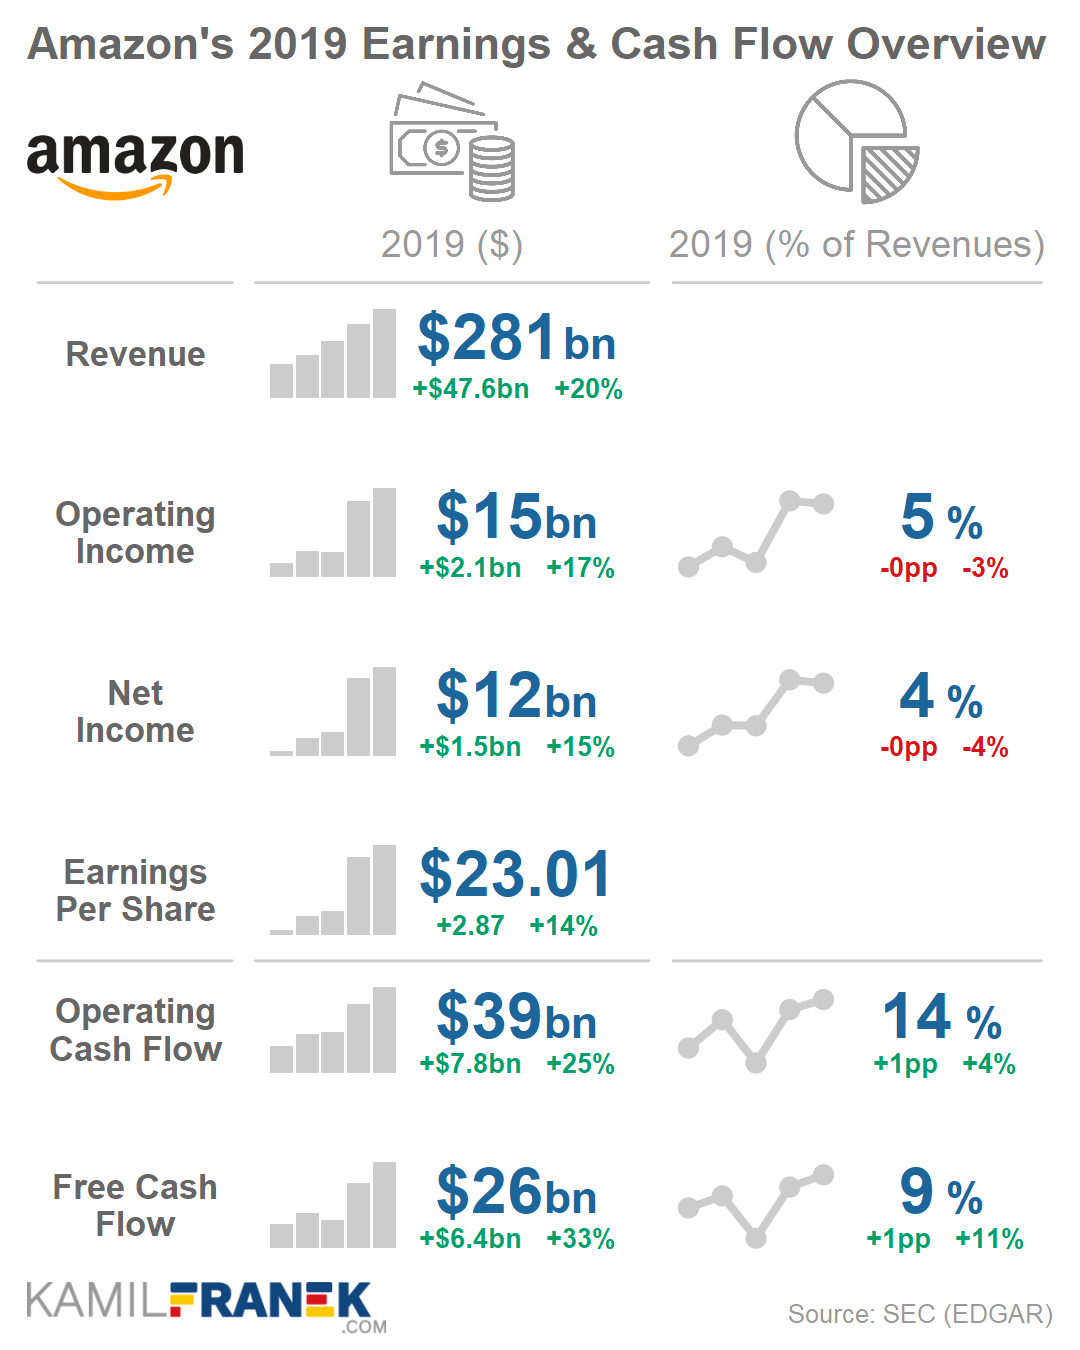 Amazon's 2019 Earnings & Cash Flow Overview
amazon
$
2019 ($)
2019 (% of Revenues)
Revenue
$281bn
+$47.6bn +20%
Operating
Income
$15bn
+$2.1bn +17%
5 %
-0pp -3%
Net
Income
$12bn
+$1.5bn +15%
4 %
-0pp -4%
Earnings
Per Share
$23.01
+2.87 +14%
Operating
Cash Flow
$39bn
+$7.8bn +25%
14 %
+1pp +4%
Free Cash
Flow
$26bn
+$6.4bn +33%
9 %
+1pp +11%
KAMILFRANEK
.COM
Source: SEC (EDGAR)